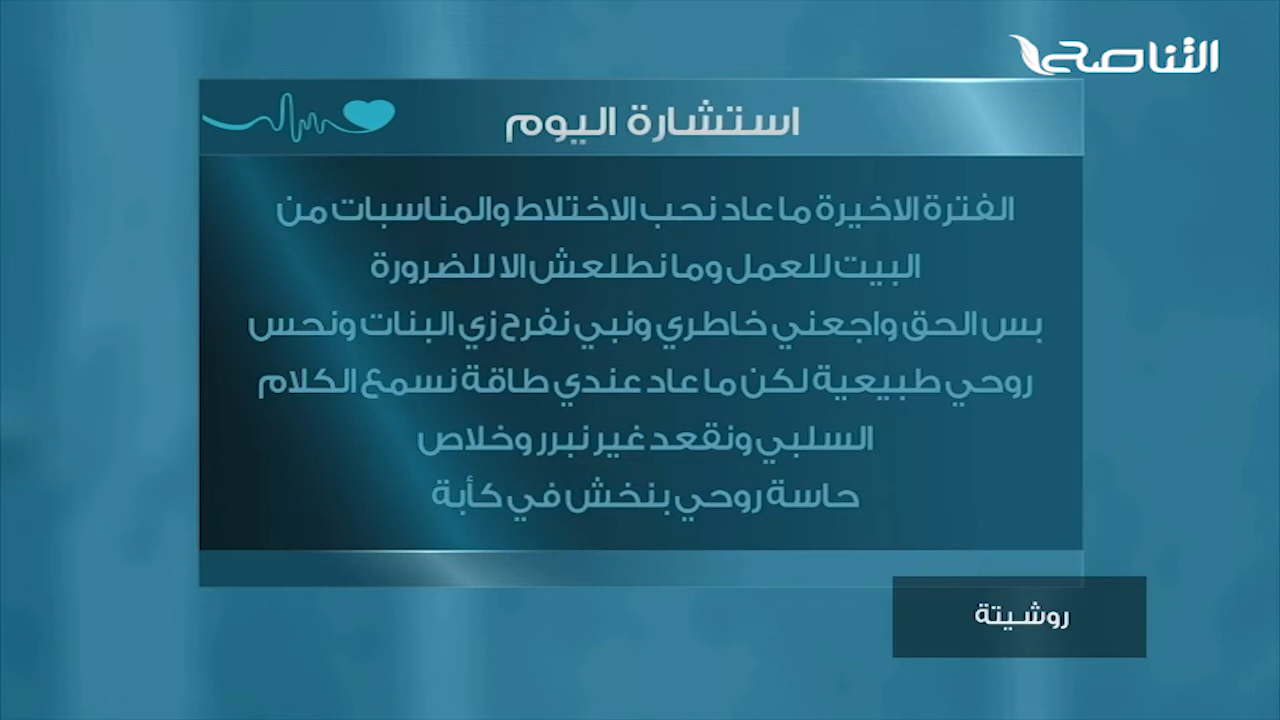 التناصح
استشارة اليوم
الفترة الاخيرة ما عاد نحب الاختلاط والمناسبات من
البيت للعمل وما نطلعش الا للضرورة
بس الحق واجعني خاطري ونبي نفرح زي البنات ونحس
روحي طبيعية لكن ما عاد عندي طاقة نسمع الكلام
السلبي ونقعد غير نبرر وخلاص
حاسة روحي بنخش في كأبة
روشيتة